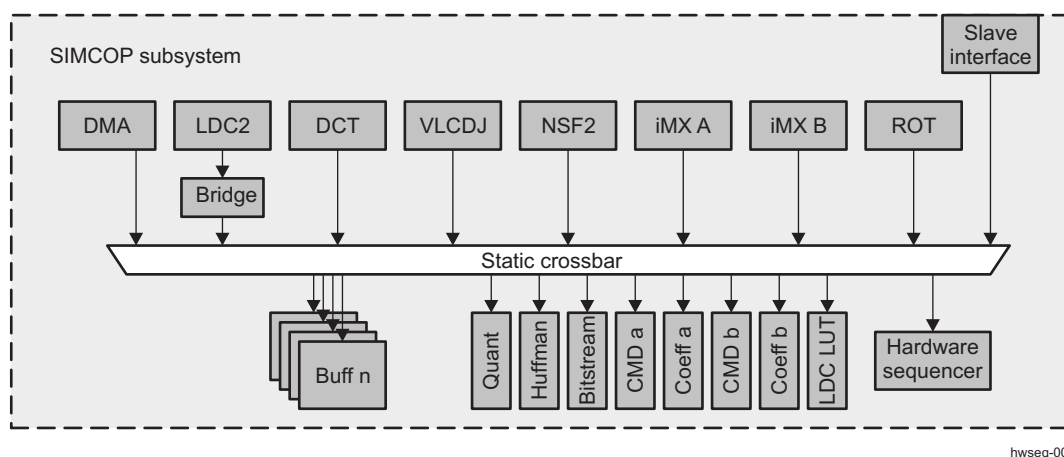 SIMCOP subsystem
Slave
interface
DMA
LDC2
DCT
VLCDJ
NSF2
iMX A
iMX B
ROT
Bridge
Static crossbar
Buff n
Quant
Huffman
Bitstream
CMD a
Coeff a
CMD b
Coeff b
LDC LUT
Hardware
sequencer